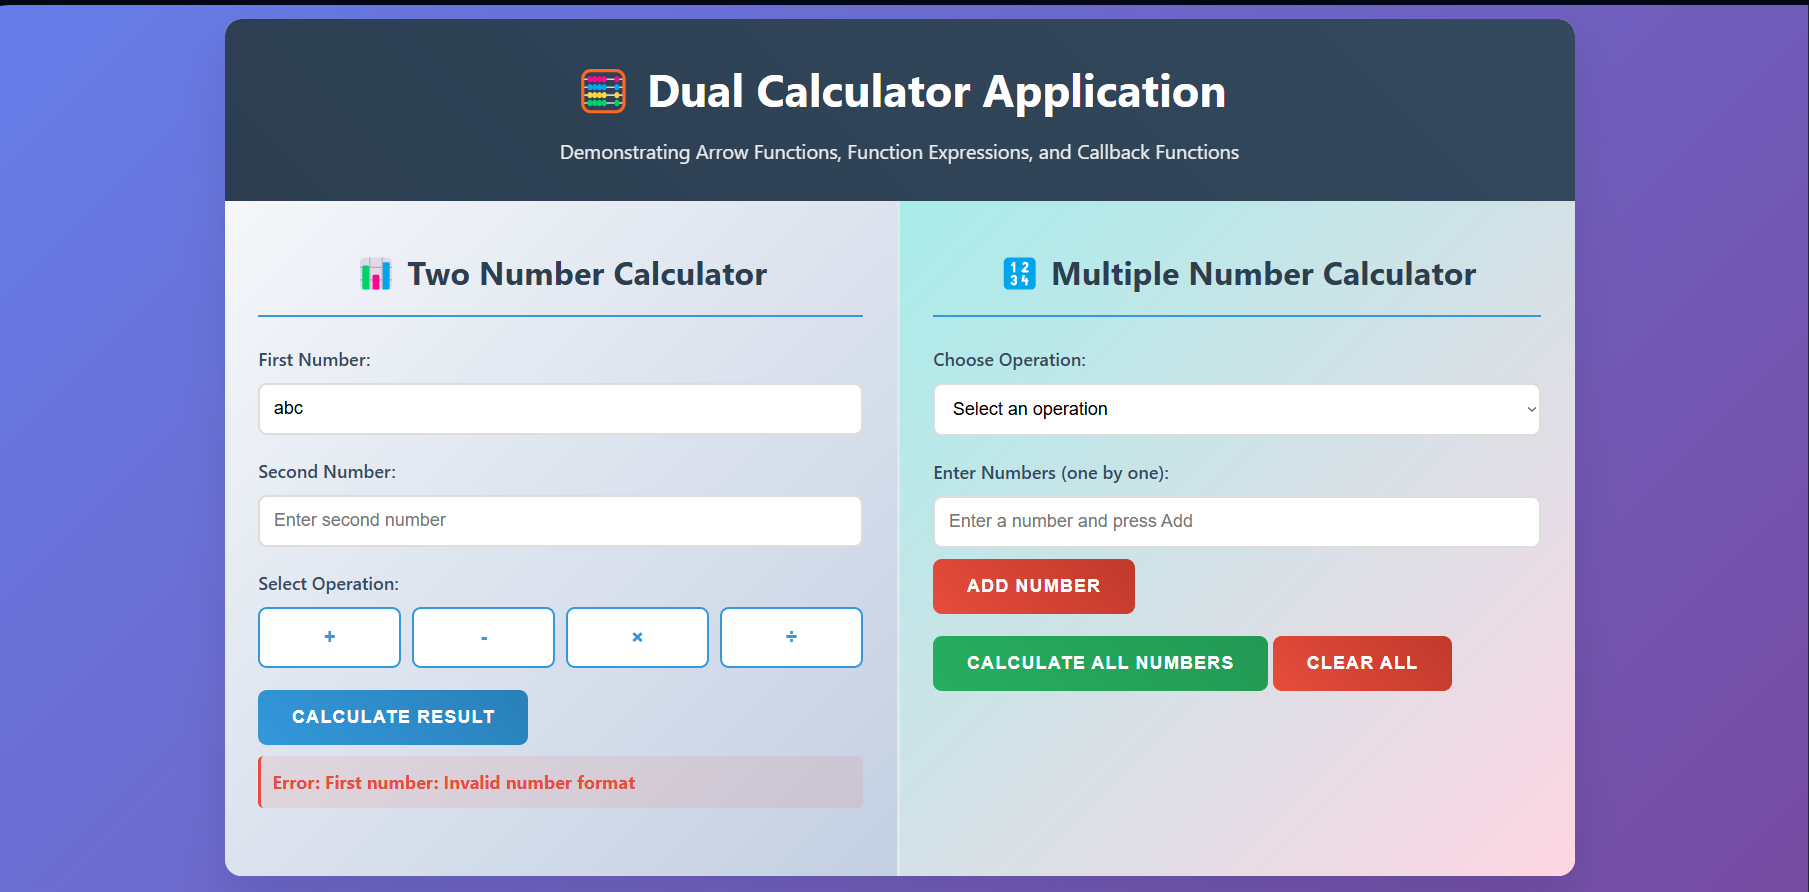 Dual Calculator Application
Demonstrating Arrow Functions, Function Expressions, and Callback Functions
Two Number Calculator
First Number:
abc
Second Number:
Enter second number
Select Operation:
+ - × ÷
CALCULATE RESULT
Error: First number: Invalid number format
1234 Multiple Number Calculator
Choose Operation:
Select an operation
Enter Numbers (one by one):
Enter a number and press Add
ADD NUMBER
CALCULATE ALL NUMBERS CLEAR ALL